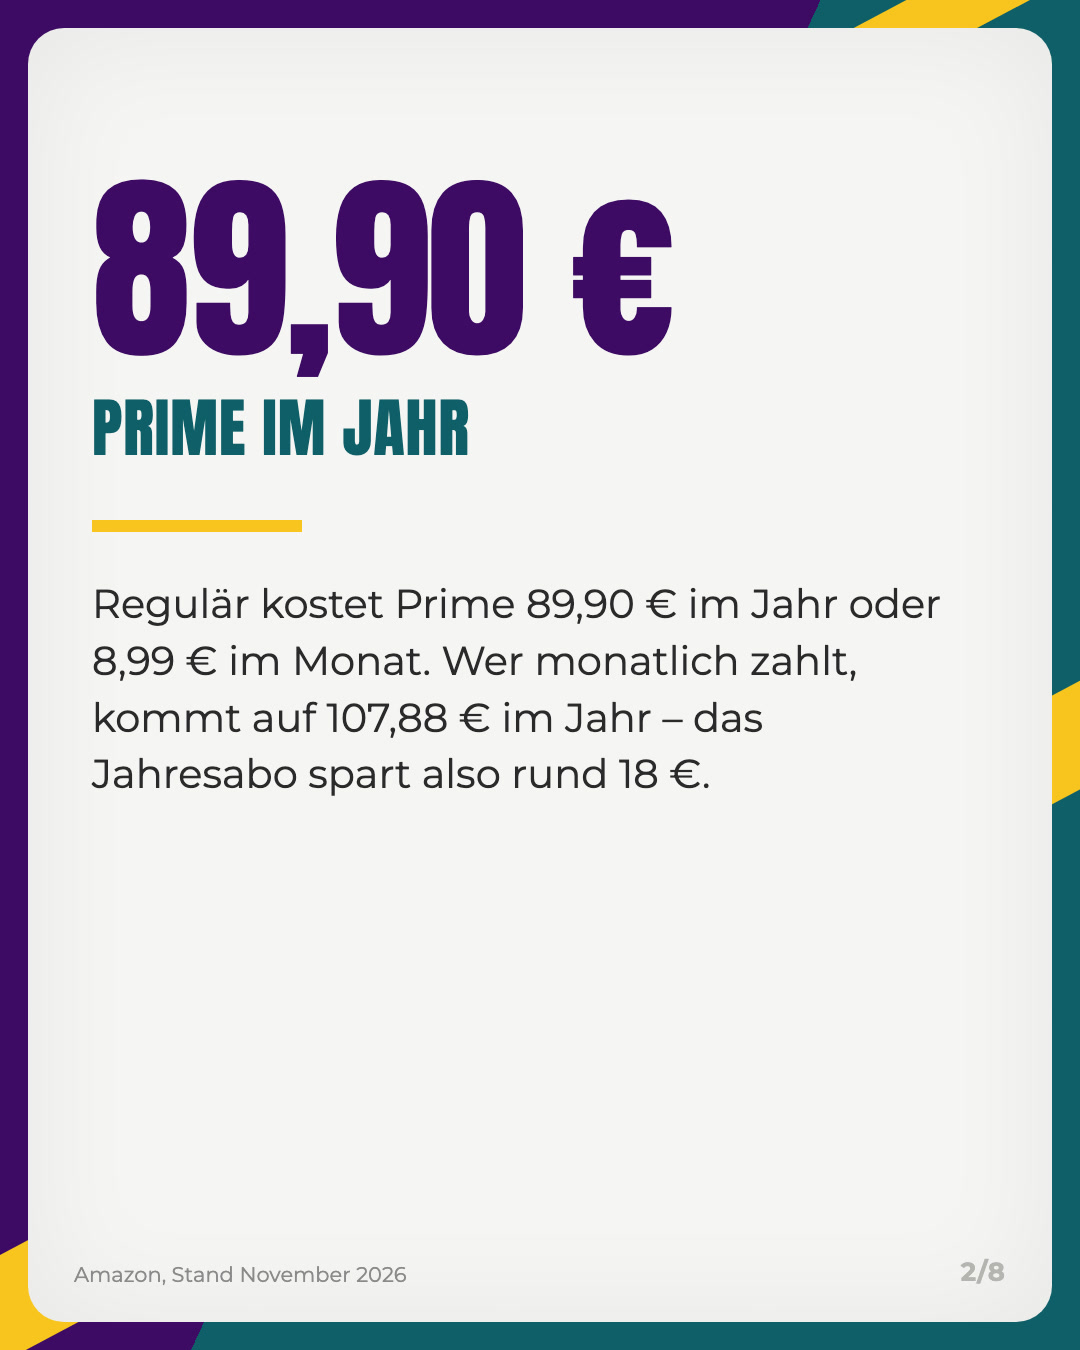 89,90 €
PRIME IM JAHR
Regulär kostet Prime 89,90 € im Jahr oder
8,99 € im Monat. Wer monatlich zahlt,
kommt auf 107,88 € im Jahr – das
Jahresabo spart also rund 18 €.
Amazon, Stand November 2026
2/8